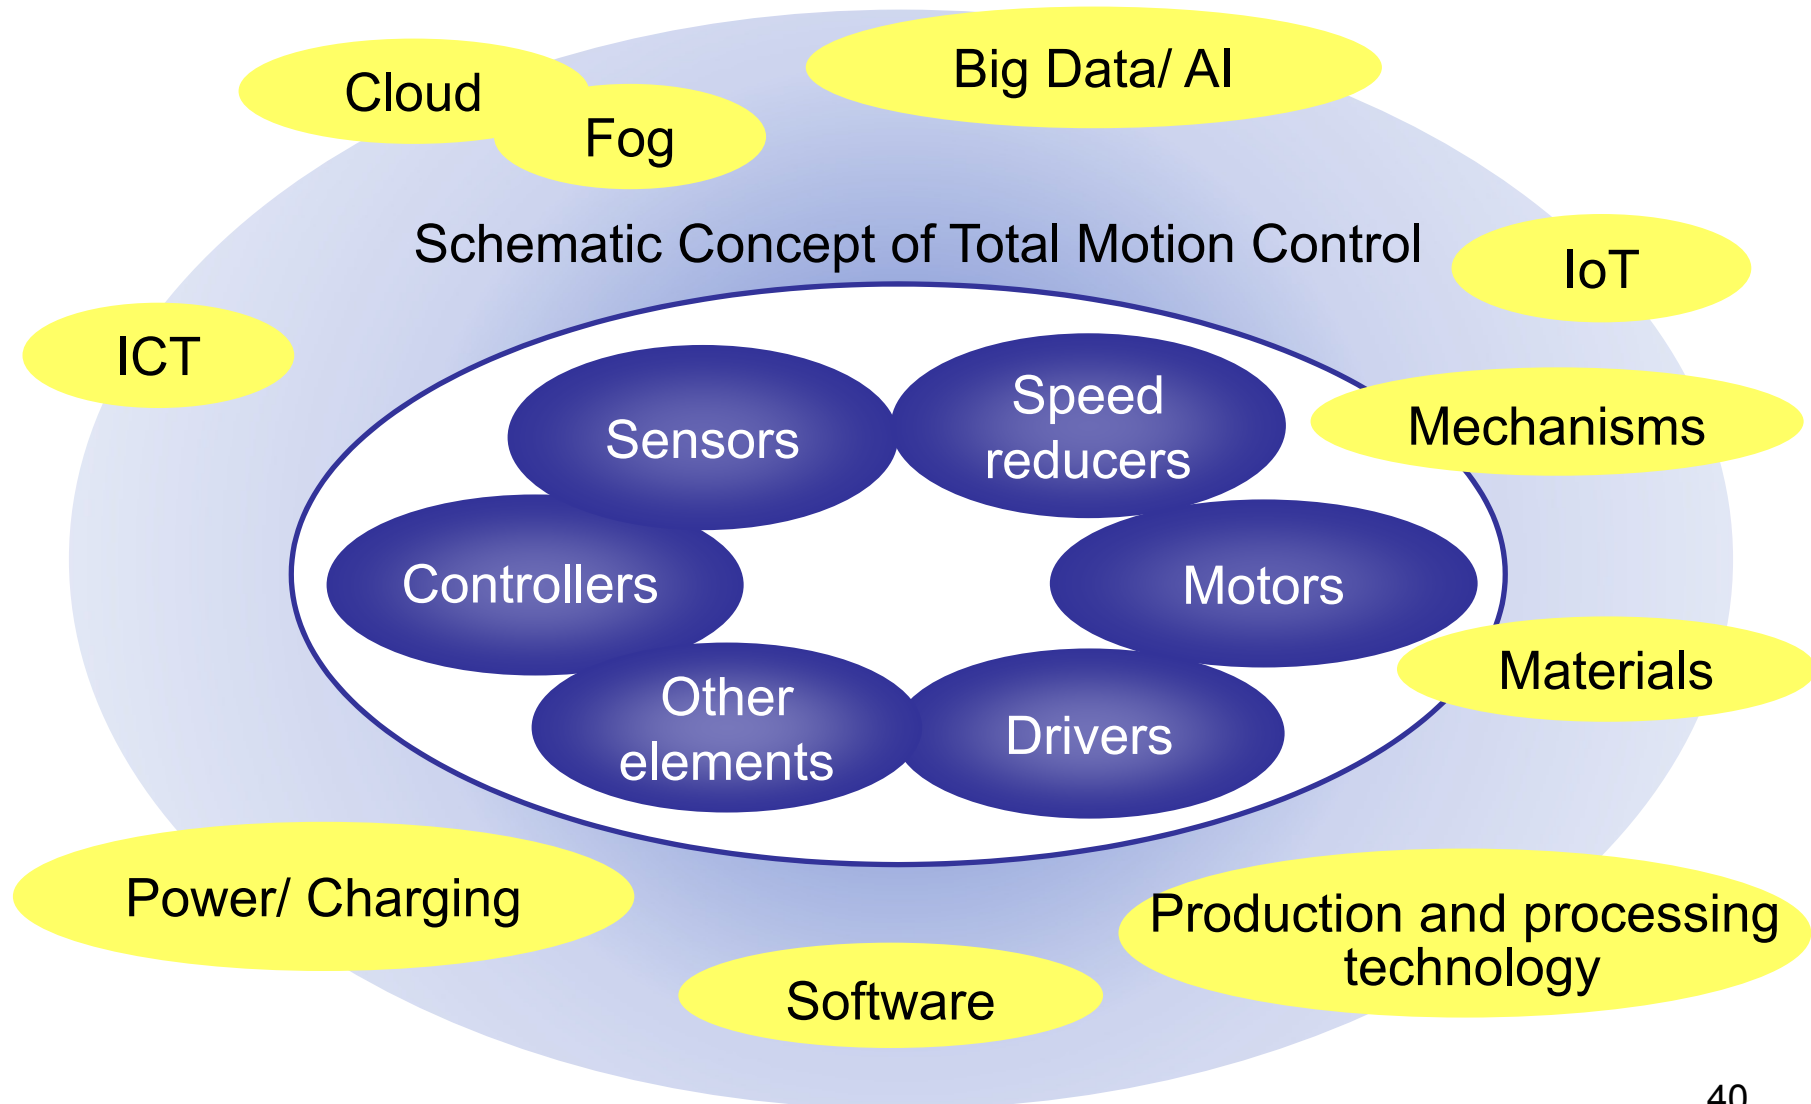 Cloud
Big Data/ AI
Fog
Schematic Concept of Total Motion Control
IoT
ICT
Sensors
Speed
reducers
Mechanisms
Controllers
Motors
Materials
Other
elements
Drivers
Power/ Charging
Production and processing
technology
Software
40